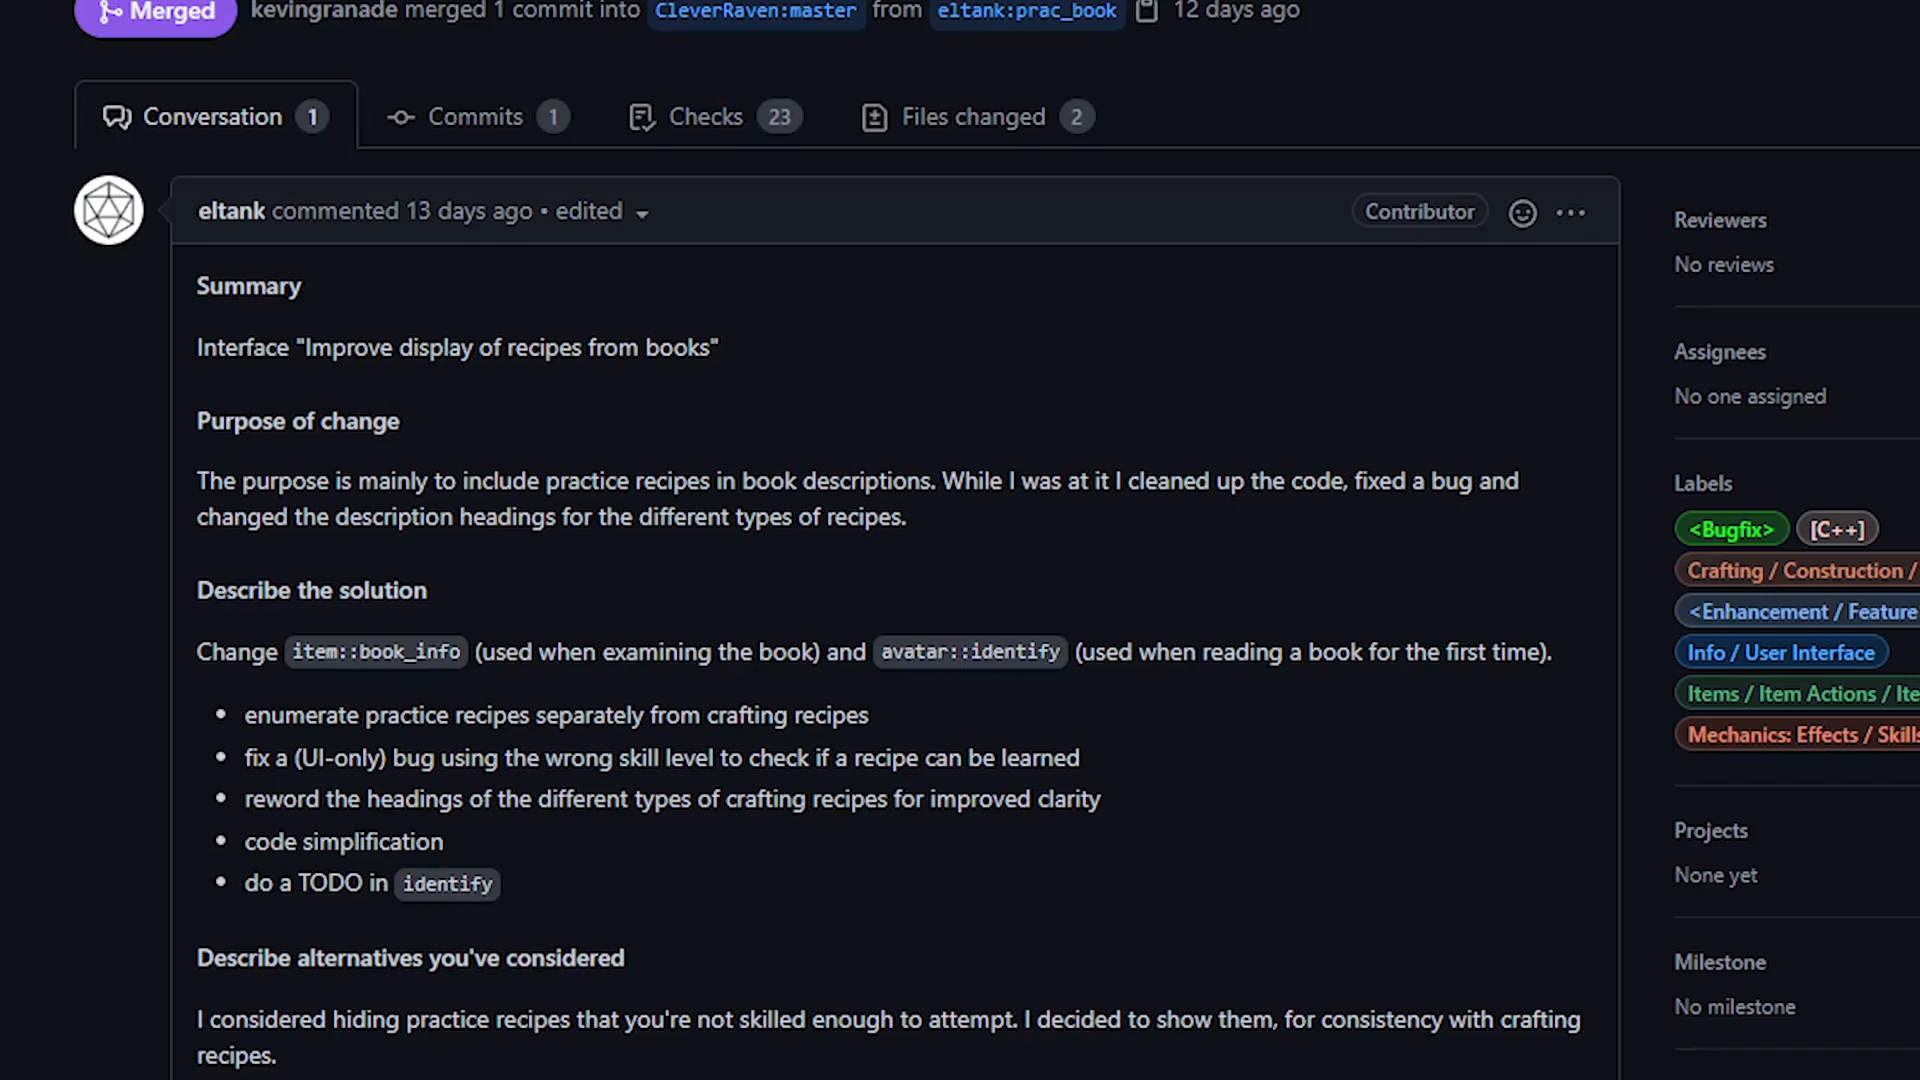 Merged kevingranade merged 1 commit into CleverRaven:master from eltank:prac_book 12 days ago
Conversation 1 Commits 1 Checks 23 Files changed 2
eltank commented 13 days ago • edited Contributor ...
Summary
Interface "Improve display of recipes from books"
Purpose of change
The purpose is mainly to include practice recipes in book descriptions. While I was at it I cleaned up the code, fixed a bug and
changed the description headings for the different types of recipes.
Describe the solution
Change item::book_info (used when examining the book) and avatar::identify (used when reading a book for the first time).
• enumerate practice recipes separately from crafting recipes
• fix a (UI-only) bug using the wrong skill level to check if a recipe can be learned
• reword the headings of the different types of crafting recipes for improved clarity
• code simplification
• do a TODO in identify
Describe alternatives you've considered
I considered hiding practice recipes that you're not skilled enough to attempt. I decided to show them, for consistency with crafting
recipes.
Reviewers
No reviews
Assignees
No one assigned
Labels
<Bugfix> [C++]
Crafting / Construction /
<Enhancement / Feature
Info / User Interface
Items / Item Actions / Ite
Mechanics: Effects / Skills
Projects
None yet
Milestone
No milestone